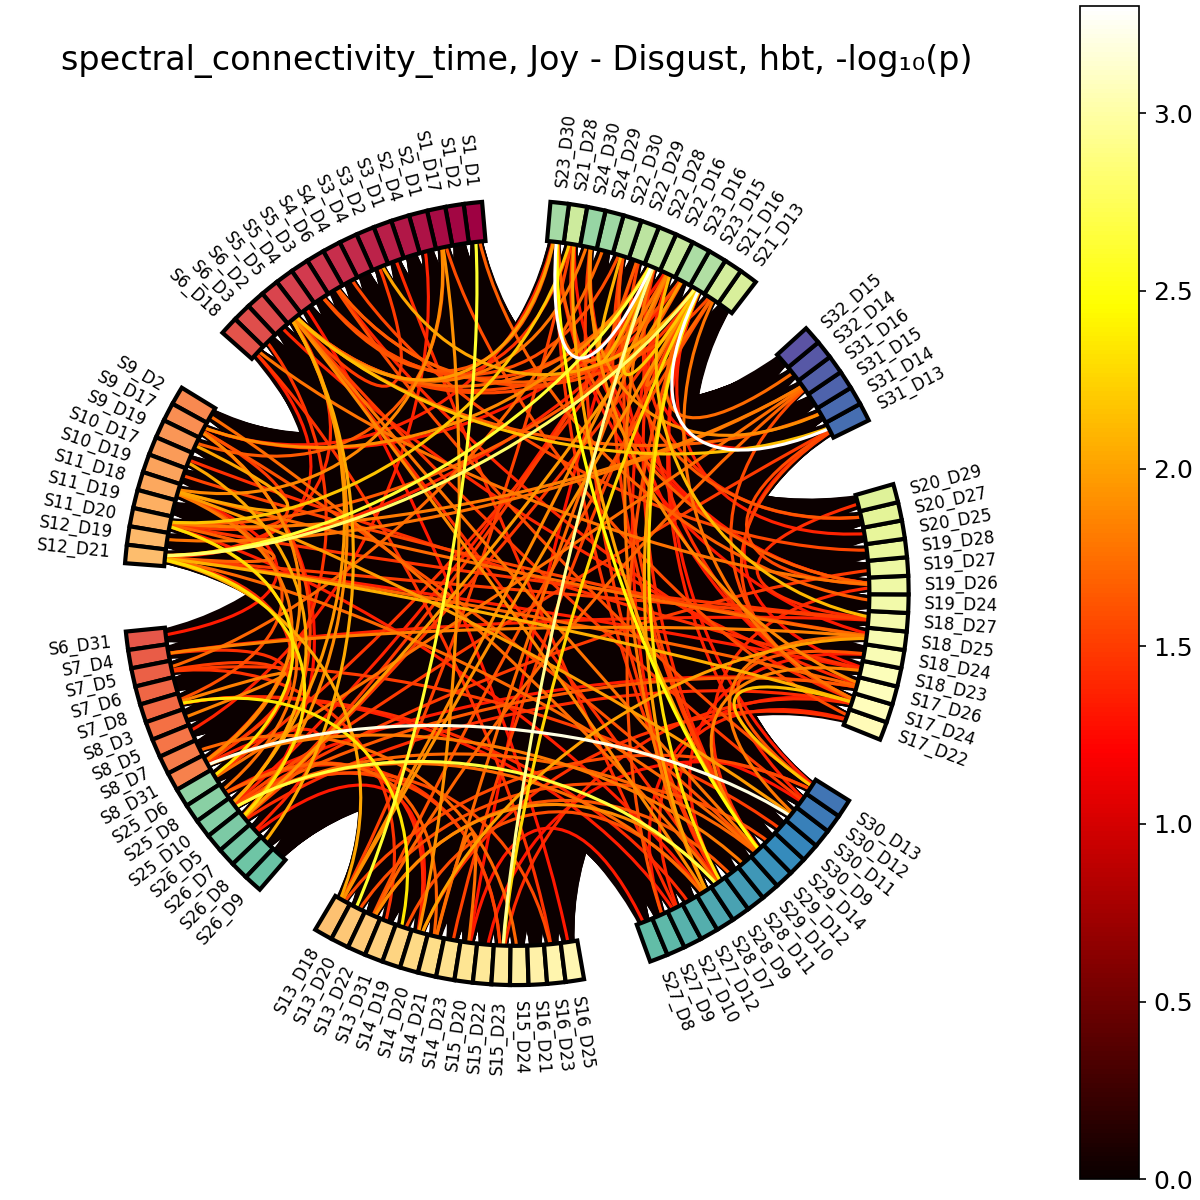 spectral_connectivity_time, Joy - Disgust, hbt, -log₁₀(p)
S1_D1
S1_D2
S1_D17
S2_D1
S2_D4
S3_D1
S3_D2
S3_D4
S4_D4
S4_D6
S5_D3
S5_D4
S5_D5
S6_D2
S6_D3
S6_D18
S9_D2
S9_D17
S9_D19
S10_D17
S10_D19
S11_D18
S11_D19
S11_D20
S12_D19
S12_D21
S6_D31
S7_D4
S7_D5
S7_D6
S7_D8
S8_D3
S8_D5
S8_D7
S8_D31
S25_D6
S25_D8
S25_D10
S26_D5
S26_D7
S26_D8
S26_D9
S13_D18
S13_D20
S13_D22
S13_D31
S14_D19
S14_D20
S14_D21
S14_D23
S15_D20
S15_D22
S15_D23
S15_D24
S16_D21
S16_D23
S16_D25
S27_D8
S27_D9
S27_D10
S27_D12
S28_D7
S28_D9
S28_D11
S29_D10
S29_D12
S29_D14
S30_D9
S30_D11
S30_D12
S30_D13
S17_D22
S17_D24
S17_D26
S18_D23
S18_D24
S18_D25
S18_D27
S19_D24
S19_D26
S19_D27
S19_D28
S20_D25
S20_D27
S20_D29
S31_D13
S31_D14
S31_D15
S31_D16
S32_D14
S32_D15
S21_D13
S21_D16
S23_D15
S23_D16
S22_D16
S22_D28
S22_D29
S22_D30
S24_D29
S24_D30
S21_D28
S23_D30
3.0
2.5
2.0
1.5
1.0
0.5
0.0